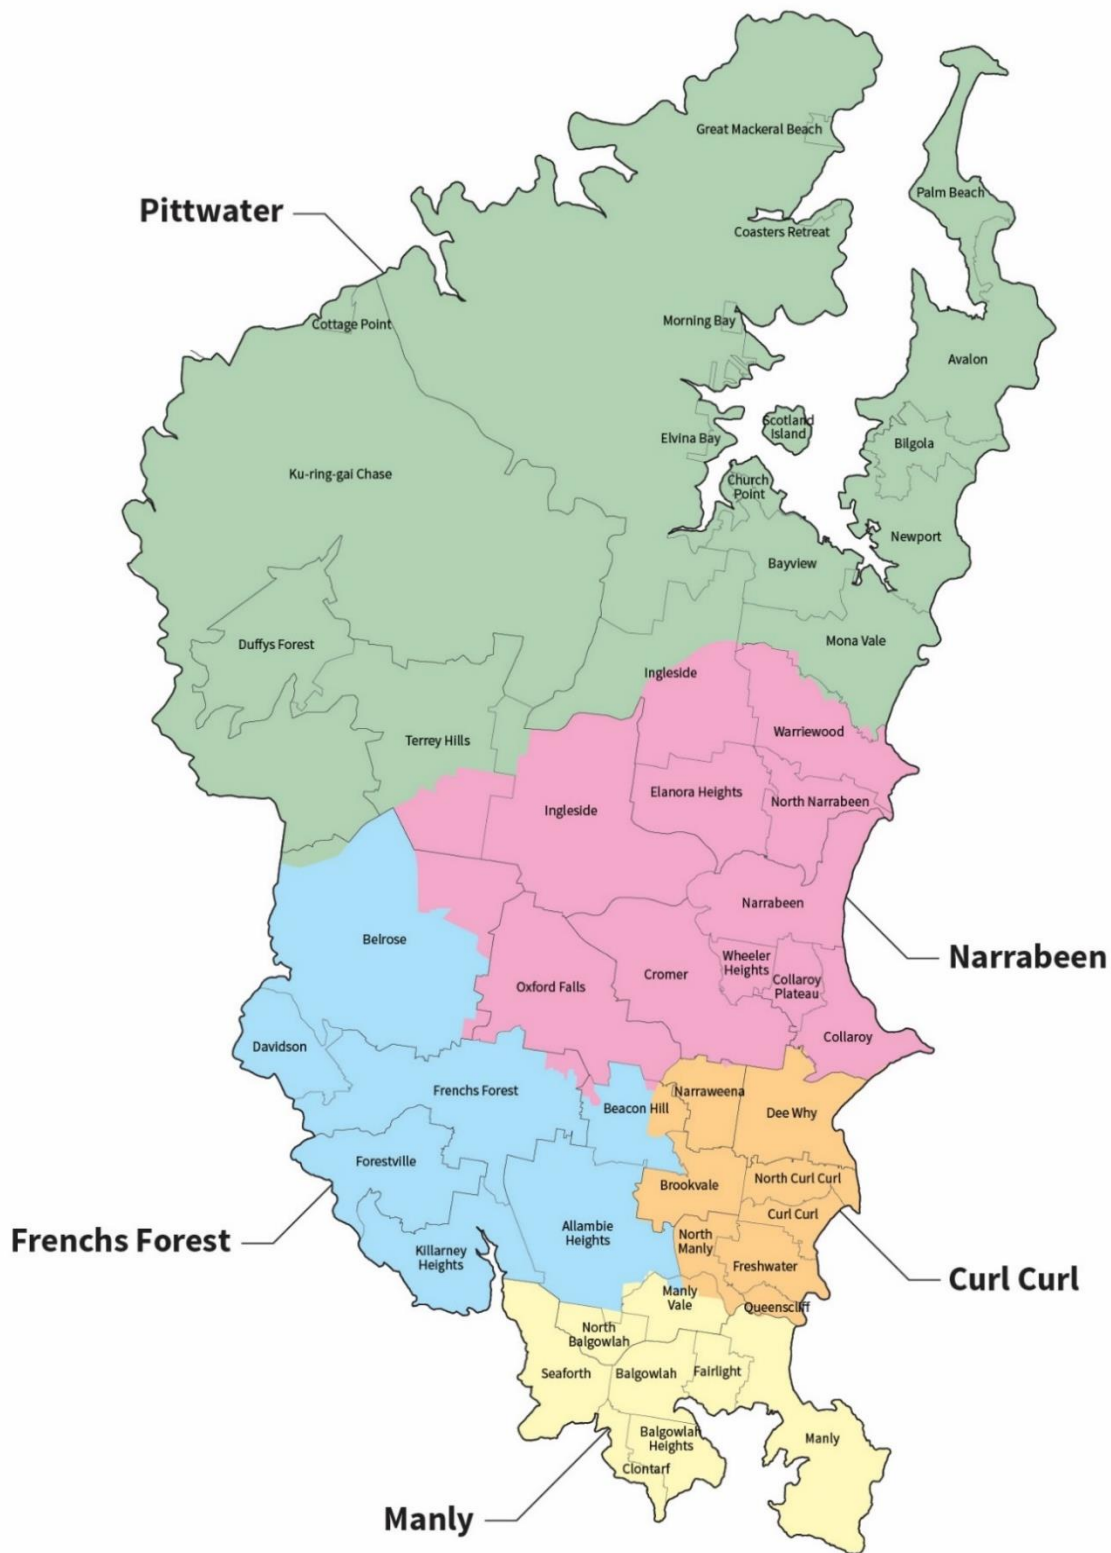 Great Mackeral Beach
Palm Beach
Pittwater
Coasters Retreat
Morning Bay
Cottage Point
Avalon
Scotland
Island
Elvina Bay
Bilgola
Ku-ring-gai Chase
Church
Point
Newport
Bayview
Duffys Forest
Mona Vale
Ingleside
Warriewood
Terrey Hills
Elanora Heights
North Narrabeen
Ingleside
Narrabeen
Belrose
Narrabeen
Wheeler
Heights
Cromer
Collaroy
Plateau
Oxford Falls
Collaroy
Davidson
Frenchs Forest
Narraweena
Beacon Hill
Dee Why
Forestville
North Curl Curl
Brookvale
Curl Curl
Allambie
Heights
North
Manly
Frenchs Forest
Killarney
Heights
Freshwater
Curl Curl
Manly
Vale
Queenscliff
North
Balgowlah
Seaforth
Balgowlah
Fairlight
Balgowlah
Heights
Manly
Clontarf
Manly